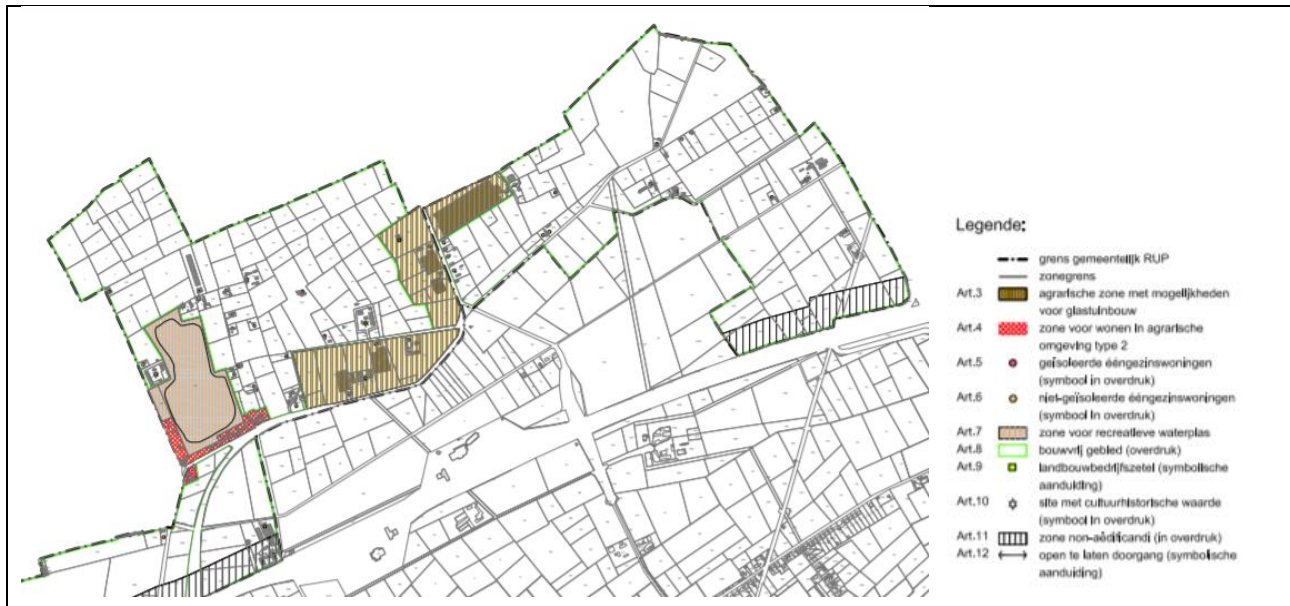 Legende:
grens gemeentelijk RUP
zonegrens
Art.3 agrarische zone met mogelijkheden
voor glastuinbouw
Art.4 zone voor wonen in agrarische
omgeving type 2
Art.5 geïsoleerde ééngezinswoningen
(symbool in overdruk)
Art.6 niet-geïsoleerde ééngezinswoningen
(symbool in overdruk)
Art.7 zone voor recreatieve waterplas
Art.8 bouwvrij gebied (overdruk)
Art.9 landbouwbedrijfszetel (symbolische
aanduiding)
Art.10 site met cultuurhistorische waarde
(symbool in overdruk)
Art.11 zone non-aëdificandi (in overdruk)
Art.12 open te laten doorgang (symbolische
aanduiding)